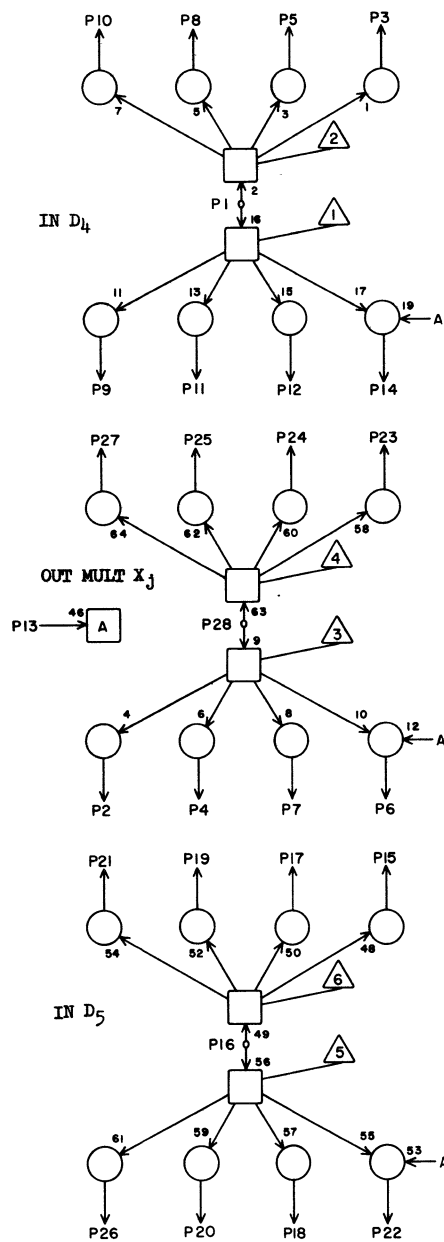 P10 P8 P5 P3
7 5 3 1
2
2
P1
16
1
IN D4
11 13 15 17 19 A
P9 P11 P12 P14
P27 P25 P24 P23
64 62 60 58
4
OUT MULT Xj
63
46
P13 A
P28
9
3
4 6 8 10 12 A
P2 P4 P7 P6
P21 P19 P17 P15
54 52 50 48
6
IN D5
49
P16
56
5
61 59 57 55 53 A
P26 P20 P18 P22